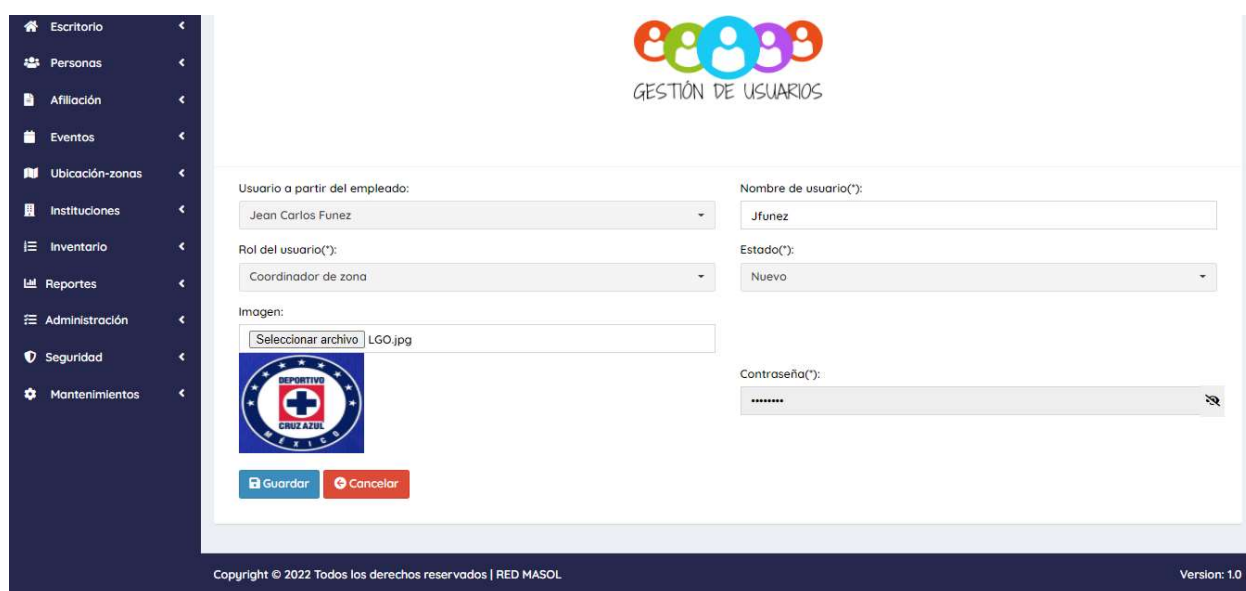 Escritorio
Personas
Afiliación
Eventos
Ubicación-zonas
Instituciones
Inventario
Reportes
Administración
Seguridad
Mantenimientos
GESTIÓN DE USUARIOS
Usuario a partir del empleado:
Jean Carlos Funez
Nombre de usuario(*):
Jfunez
Rol del usuario(*):
Coordinador de zona
Estado(*):
Nuevo
Imagen:
Seleccionar archivo LGO.jpg
DEPORTIVO
CRUZ AZUL
MÉXICO
Contraseña(*):
••••••••
Guardar
Cancelar
Copyright © 2022 Todos los derechos reservados | RED MASOL
Version: 1.0